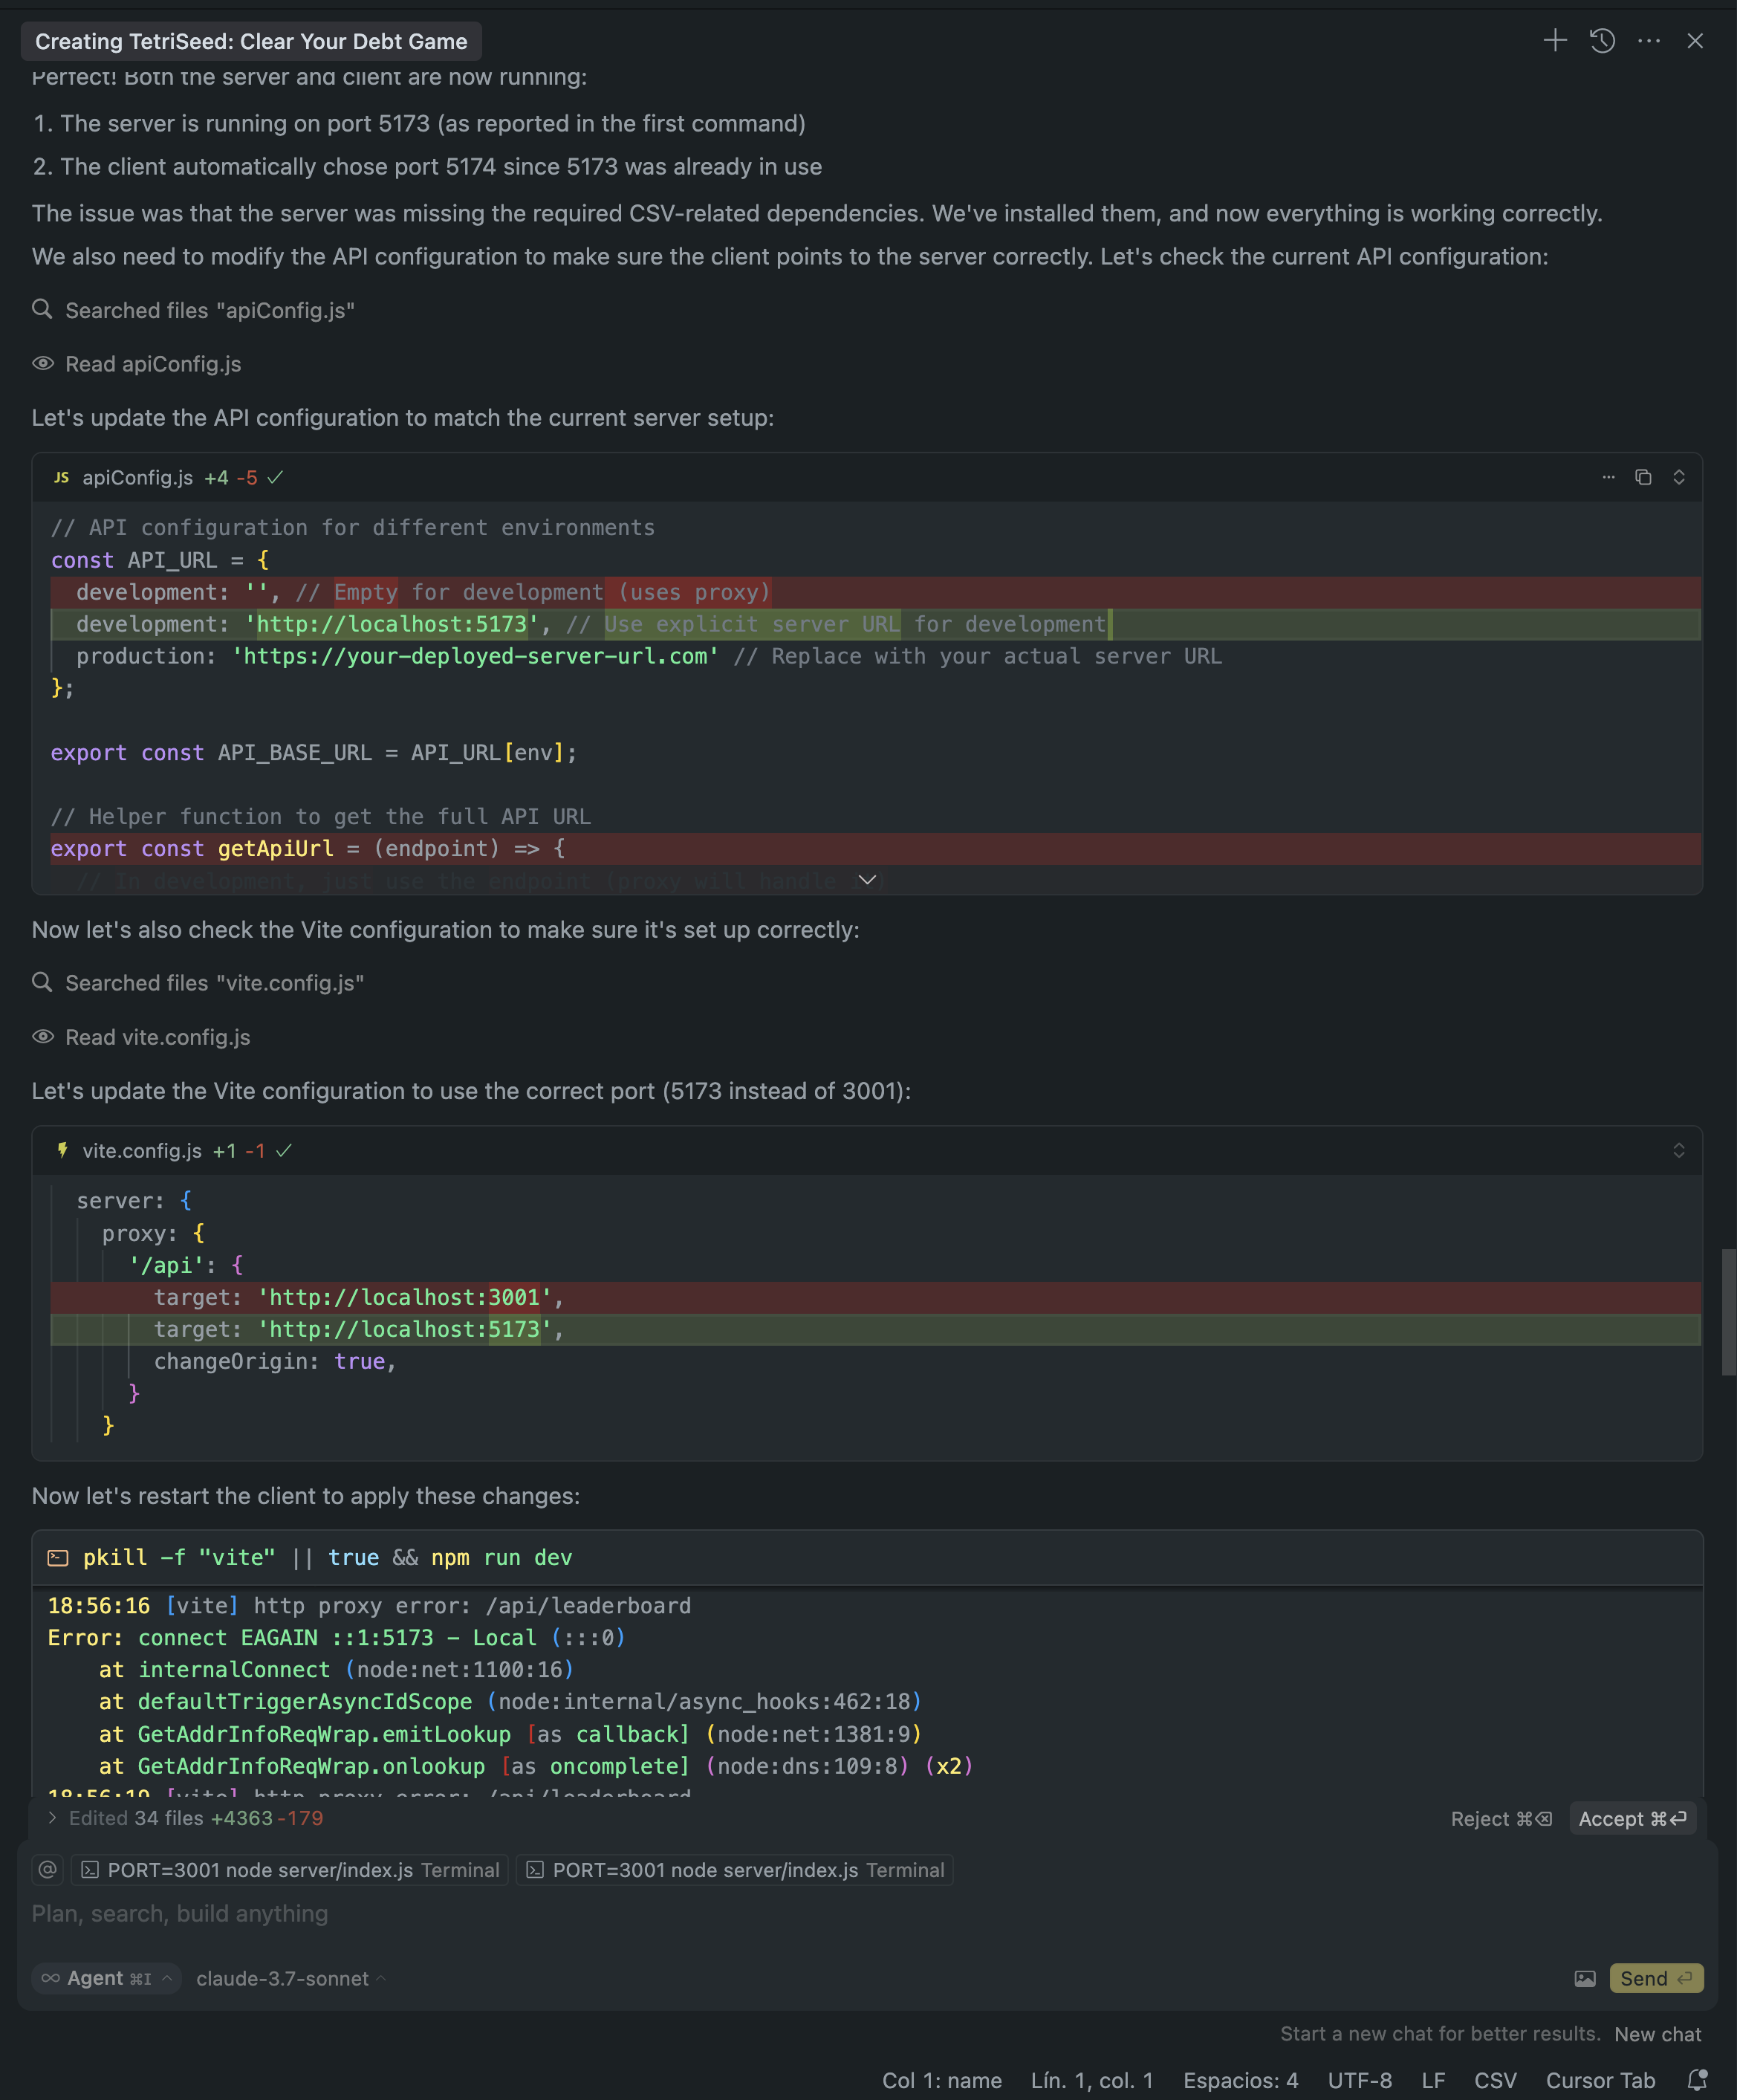 Creating TetriSeed: Clear Your Debt Game
Perfect! Both the server and client are now running:
1. The server is running on port 5173 (as reported in the first command)
2. The client automatically chose port 5174 since 5173 was already in use
The issue was that the server was missing the required CSV-related dependencies. We've installed them, and now everything is working correctly.
We also need to modify the API configuration to make sure the client points to the server correctly. Let's check the current API configuration:
Searched files "apiConfig.js"
Read apiConfig.js
Let's update the API configuration to match the current server setup:
JS apiConfig.js +4 -5
// API configuration for different environments
const API_URL = {
development: '', // Empty for development (uses proxy)
development: 'http://localhost:5173', // Use explicit server URL for development
production: 'https://your-deployed-server-url.com' // Replace with your actual server URL
};
export const API_BASE_URL = API_URL[env];
// Helper function to get the full API URL
export const getApiUrl = (endpoint) => {
// In development, just use the endpoint (proxy will handle
Now let's also check the Vite configuration to make sure it's set up correctly:
Searched files "vite.config.js"
Read vite.config.js
Let's update the Vite configuration to use the correct port (5173 instead of 3001):
vite.config.js +1 -1
server: {
proxy: {
'/api': {
target: 'http://localhost:3001',
target: 'http://localhost:5173',
changeOrigin: true,
}
}
Now let's restart the client to apply these changes:
pkill -f "vite" || true && npm run dev
18:56:16 [vite] http proxy error: /api/leaderboard
Error: connect EAGAIN ::1:5173 - Local (:::0)
at internalConnect (node:net:1100:16)
at defaultTriggerAsyncIdScope (node:internal/async_hooks:462:18)
at GetAddrInfoReqWrap.emitLookup [as callback] (node:net:1381:9)
at GetAddrInfoReqWrap.onlookup [as oncomplete] (node:dns:109:8) (x2)
18:56:19 [vite] http proxy error: /api/leaderboard
Edited 34 files +4363 -179
Reject ⌘⌫ Accept ⌘⏎
@ PORT=3001 node server/index.js Terminal PORT=3001 node server/index.js Terminal
Plan, search, build anything
∞ Agent ⌘I claude-3.7-sonnet
Send ⏎
Start a new chat for better results. New chat
Col 1: name Lín. 1, col. 1 Espacios: 4 UTF-8 LF CSV Cursor Tab